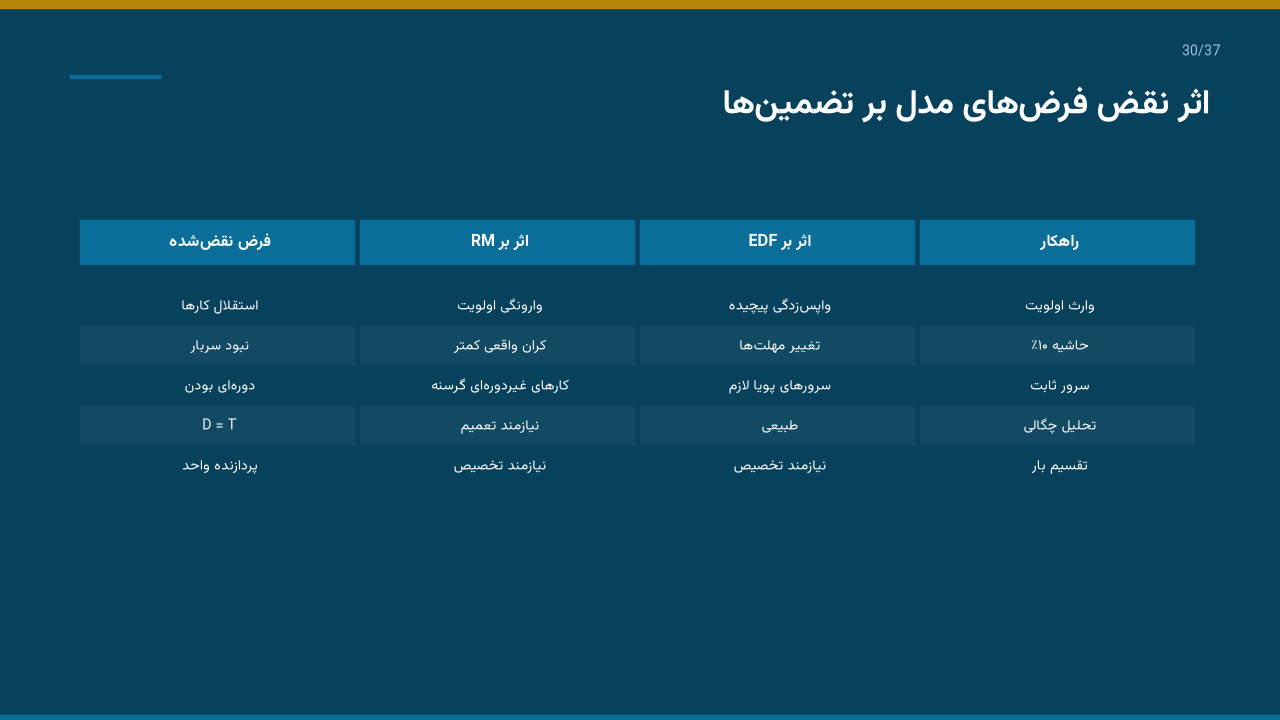 30/37
اثر نقض فرض‌های مدل بر تضمین‌ها
فرض نقض‌شده	اثر بر RM	اثر بر EDF	راهکار
استقلال کارها	وارونگی اولویت	واپس‌زدگی پیچیده	وارث اولویت
نبود سربار	کران واقعی کمتر	تغییر مهلت‌ها	حاشیه ۱۰٪
دوره‌ای بودن	کارهای غیردوره‌ای گرسنه	سرورهای پویا لازم	سرور ثابت
D = T	نیازمند تعمیم	طبیعی	تحلیل چگالی
پردازنده واحد	نیازمند تخصیص	نیازمند تخصیص	تقسیم بار